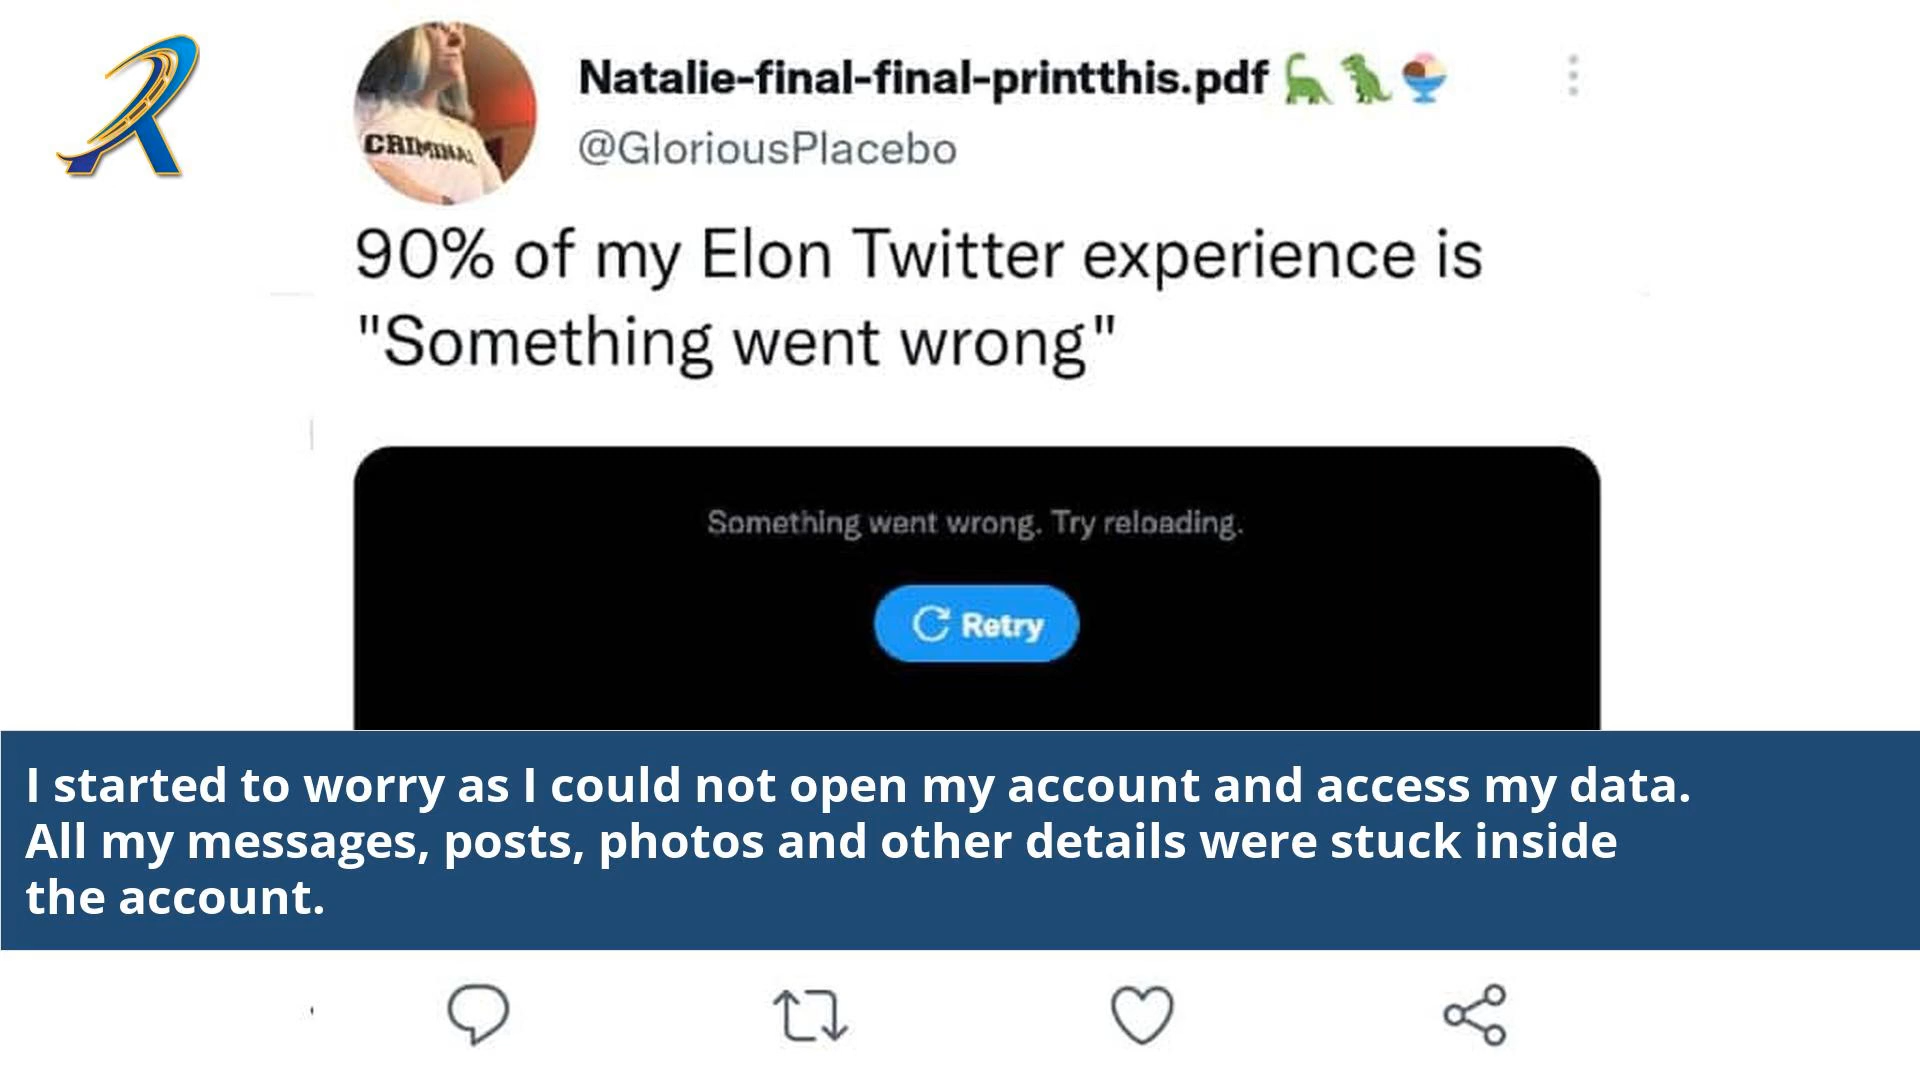 CRIMINAL
Natalie-final-final-printthis.pdf 🦕🦖🍨
@GloriousPlacebo
90% of my Elon Twitter experience is
"Something went wrong"
Something went wrong. Try reloading.
Retry
I started to worry as I could not open my account and access my data.
All my messages, posts, photos and other details were stuck inside
the account.